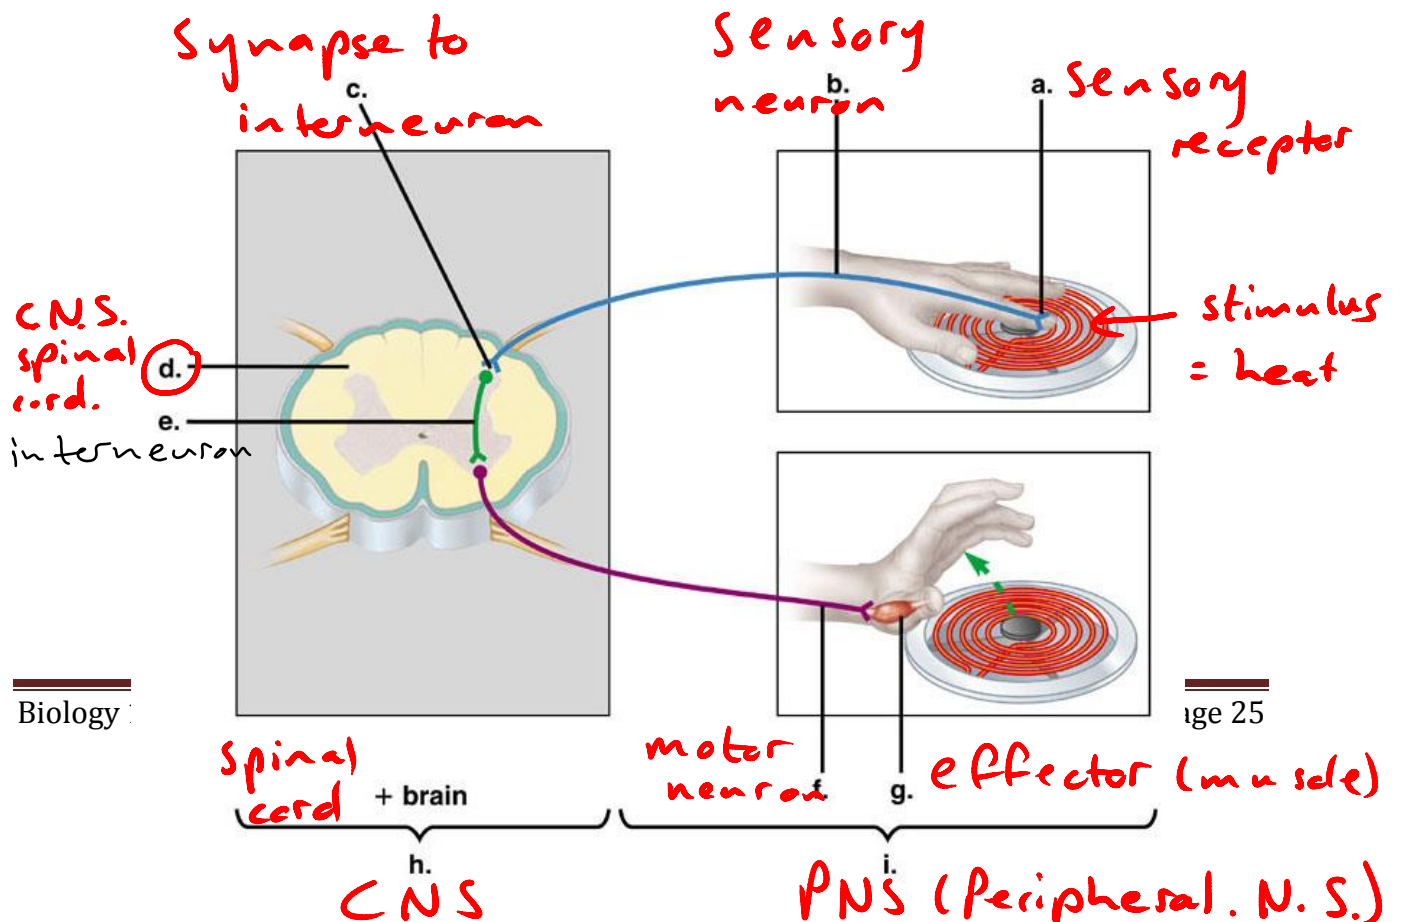 synapse to
c.
interneuron
sensory
b.
neuron
a. sensory
receptor
C.N.S.
spinal
cord.
d.
e.
interneuron
stimulus
= heat
Biology
age 25
spinal
cord
+ brain
motor
neuron
f.
g. effector (muscle)
h.
CNS
i.
PNS (Peripheral. N.S.)